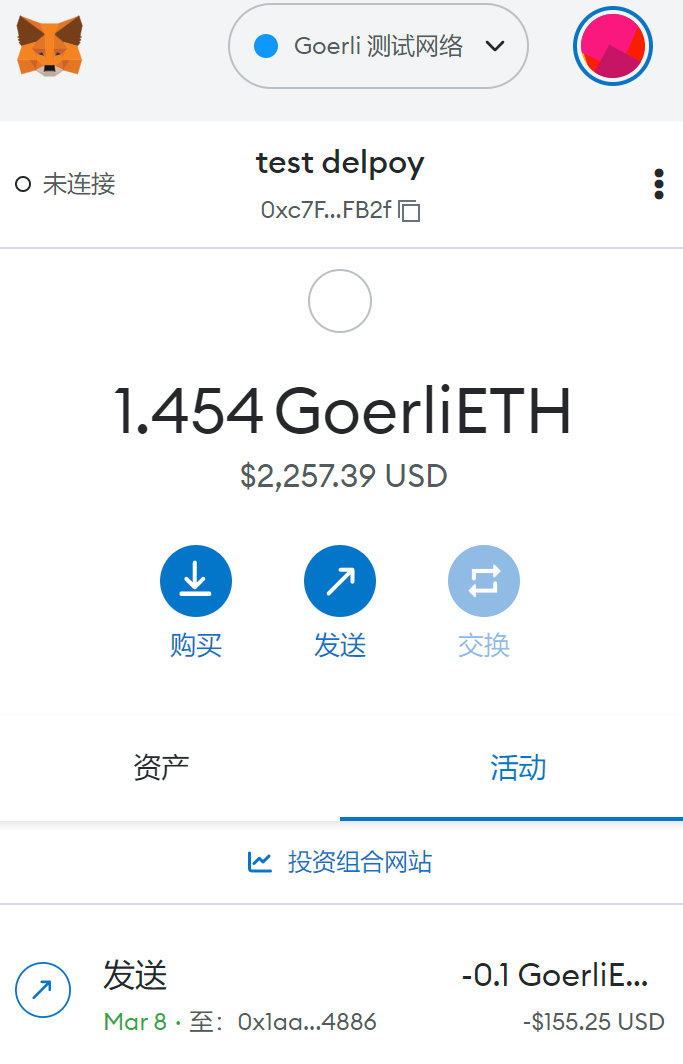 Goerli 测试网络
未连接
test delpoy
0xc7F...FB2f
1.454 GoerliETH
$2,257.39 USD
购买 发送 交换
资产 活动
投资组合网站
发送 -0.1 GoerliE...
Mar 8 · 至: 0x1aa...4886 -$155.25 USD